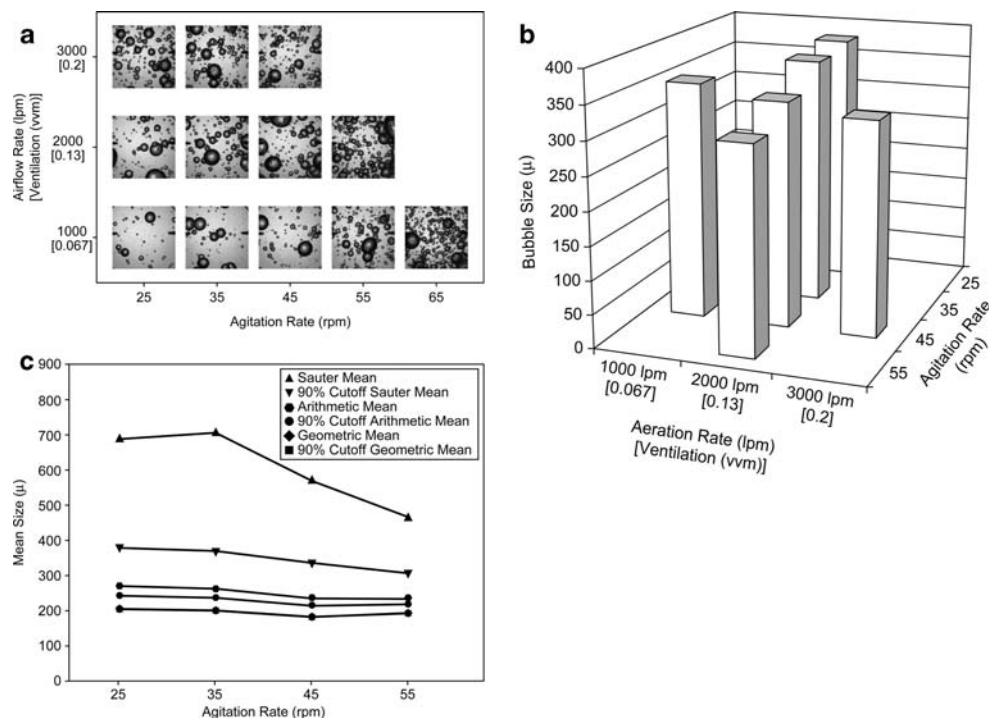 a
3000
[0.2]
2000
[0.13]
1000
[0.067]
Airflow Rate (lpm)
[Ventilation (vvm)]
25 35 45 55 65
Agitation Rate (rpm)
b
400
350
300
250
200
150
100
50
0
Bubble Size (μ)
1000 lpm
[0.067]
2000 lpm
[0.13]
3000 lpm
[0.2]
Aeration Rate (lpm)
[Ventilation (vvm)]
25
35
45
55
Agitation Rate
(rpm)
c
900
800
700
600
500
400
300
200
100
0
Mean Size (μ)
Sauter Mean
90% Cutoff Sauter Mean
Arithmetic Mean
90% Cutoff Arithmetic Mean
Geometric Mean
90% Cutoff Geometric Mean
25 35 45 55
Agitation Rate (rpm)